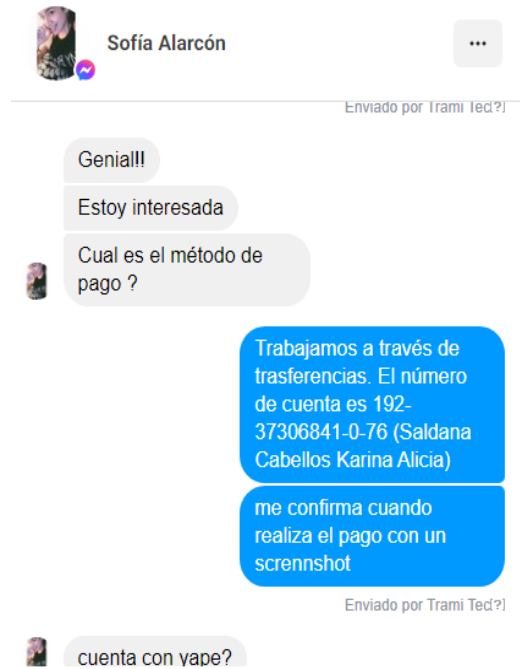 Sofía Alarcón
Enviado por Trami Tec[?]
Genial!!
Estoy interesada
Cual es el método de
pago ?
Trabajamos a través de
trasferencias. El número
de cuenta es 192-
37306841-0-76 (Saldana
Cabellos Karina Alicia)
me confirma cuando
realiza el pago con un
scrennshot
Enviado por Trami Tec[?]
cuenta con yape?